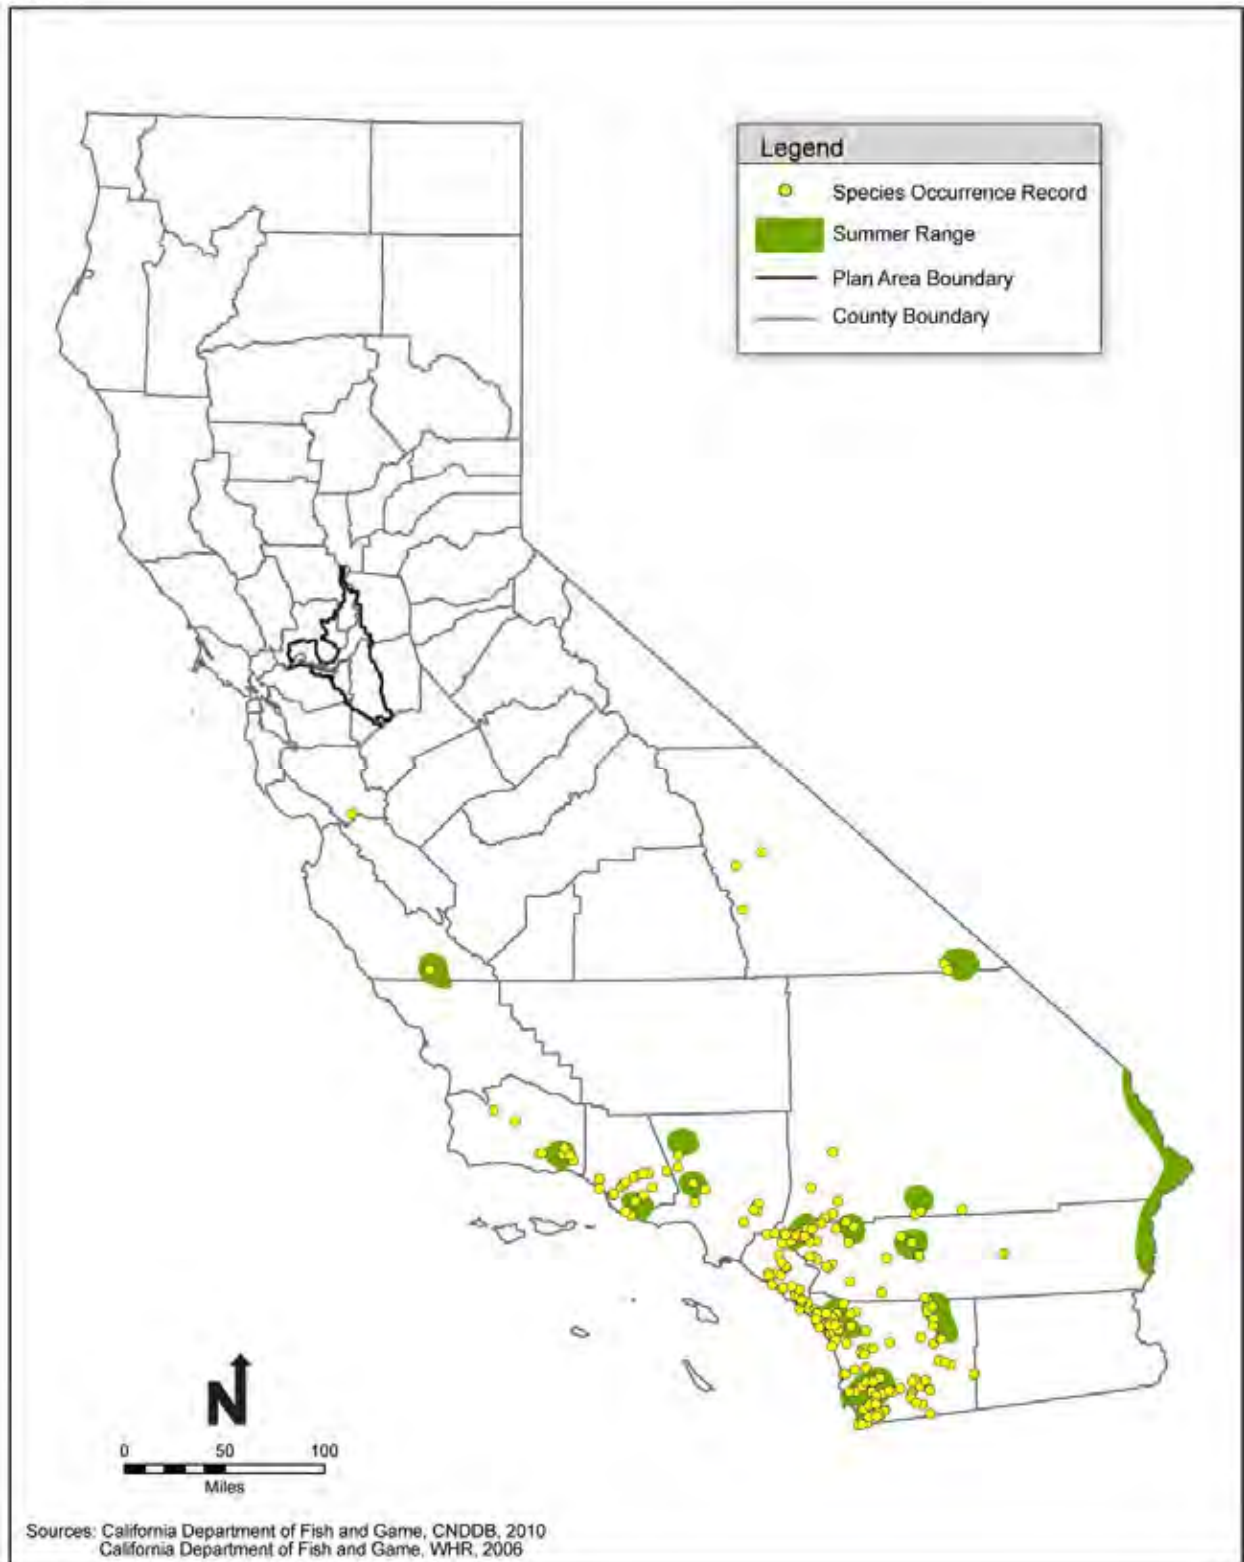 Legend
Species Occurrence Record
Summer Range
Plan Area Boundary
County Boundary
N
0 50 100
Miles
Sources: California Department of Fish and Game, CNDDB, 2010
California Department of Fish and Game, WHR, 2006